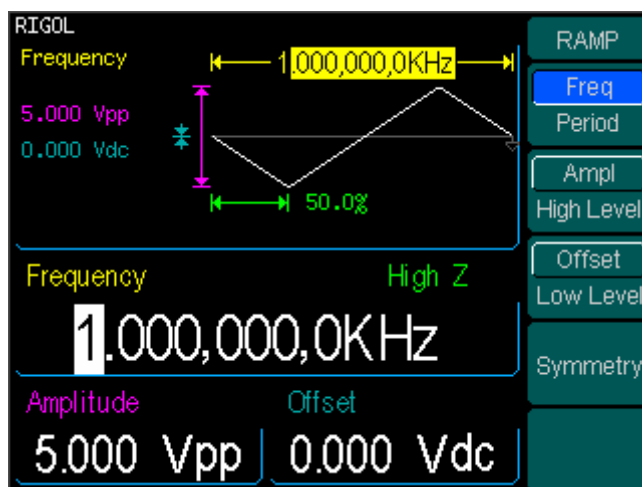 RIGOL
Frequency
1.000,000,0KHz
5.000 Vpp
0.000 Vdc
50.0%
Frequency
High Z
1.000,000,0KHz
Amplitude
Offset
5.000 Vpp
0.000 Vdc
RAMP
Freq
Period
Ampl
High Level
Offset
Low Level
Symmetry